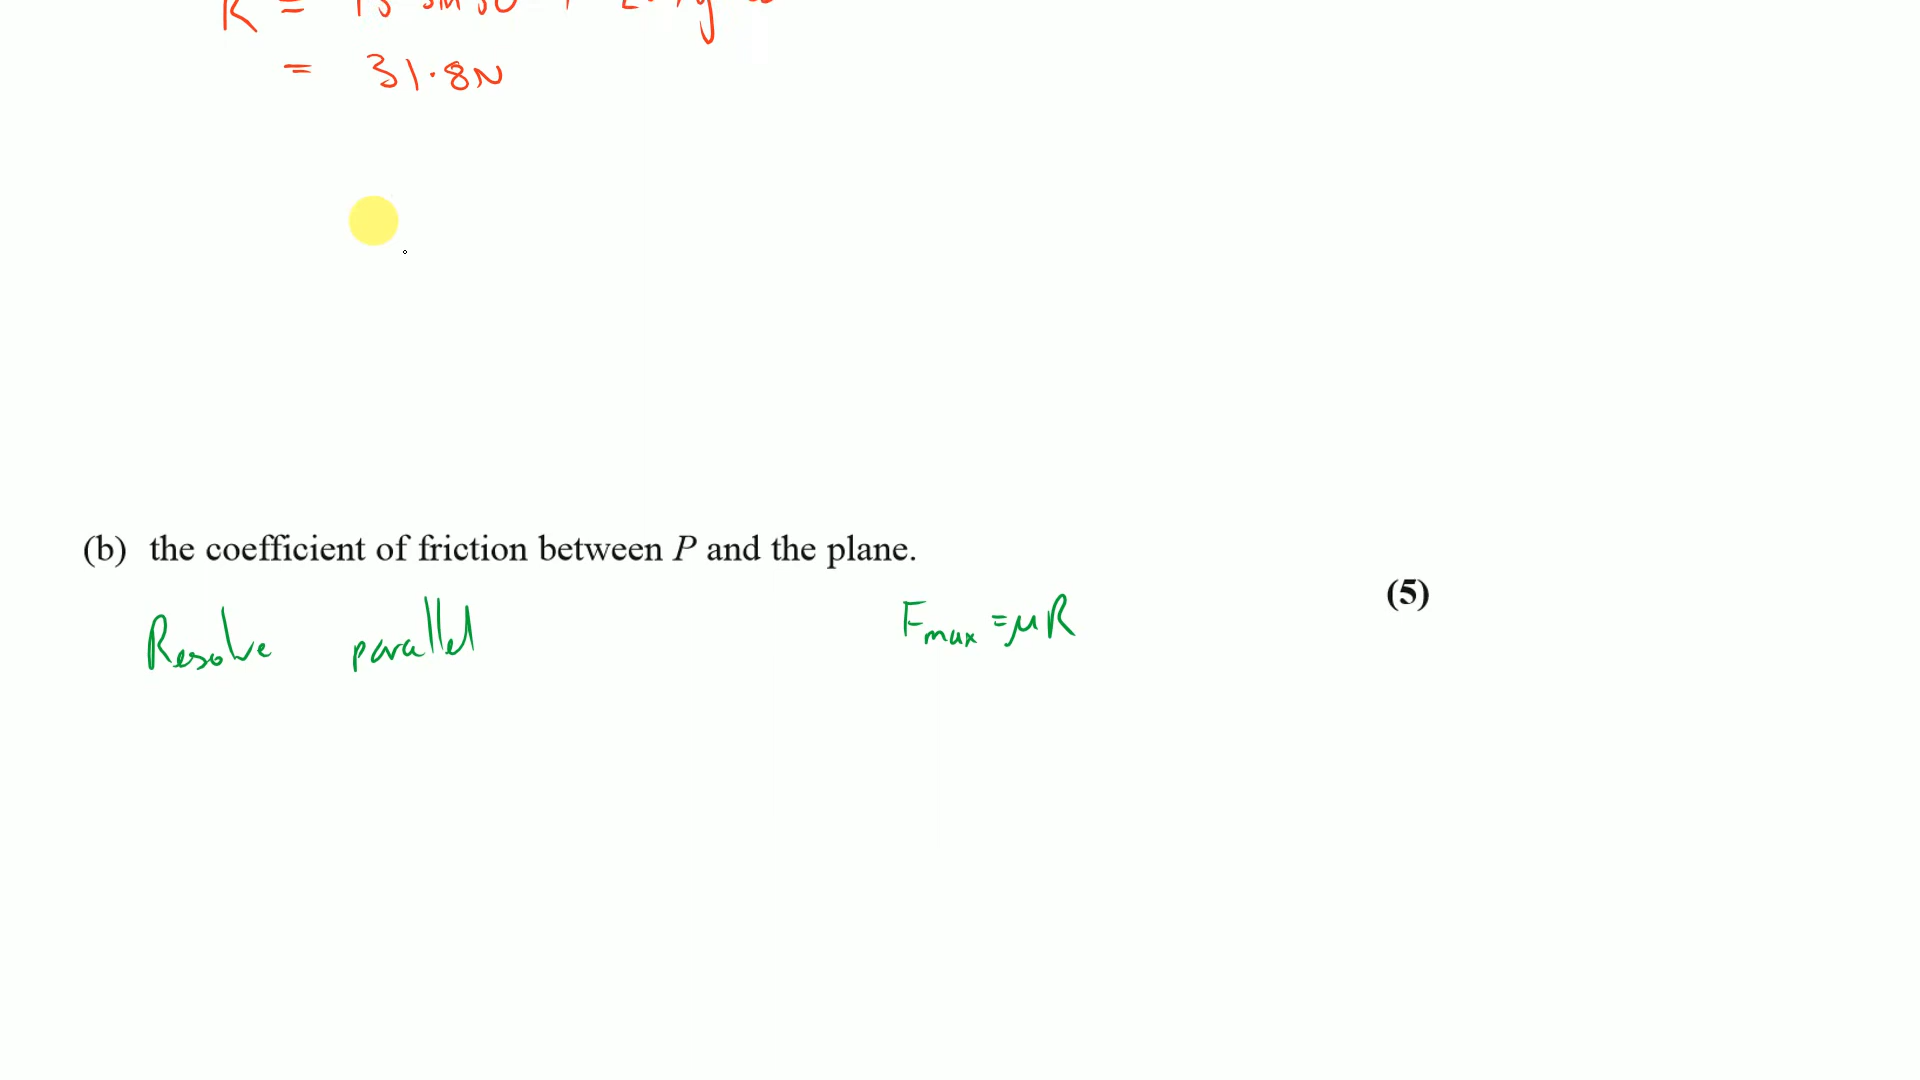 R =
= 31.8N
(b) the coefficient of friction between P and the plane.
(5)
Resolve parallel
Fmax = μR